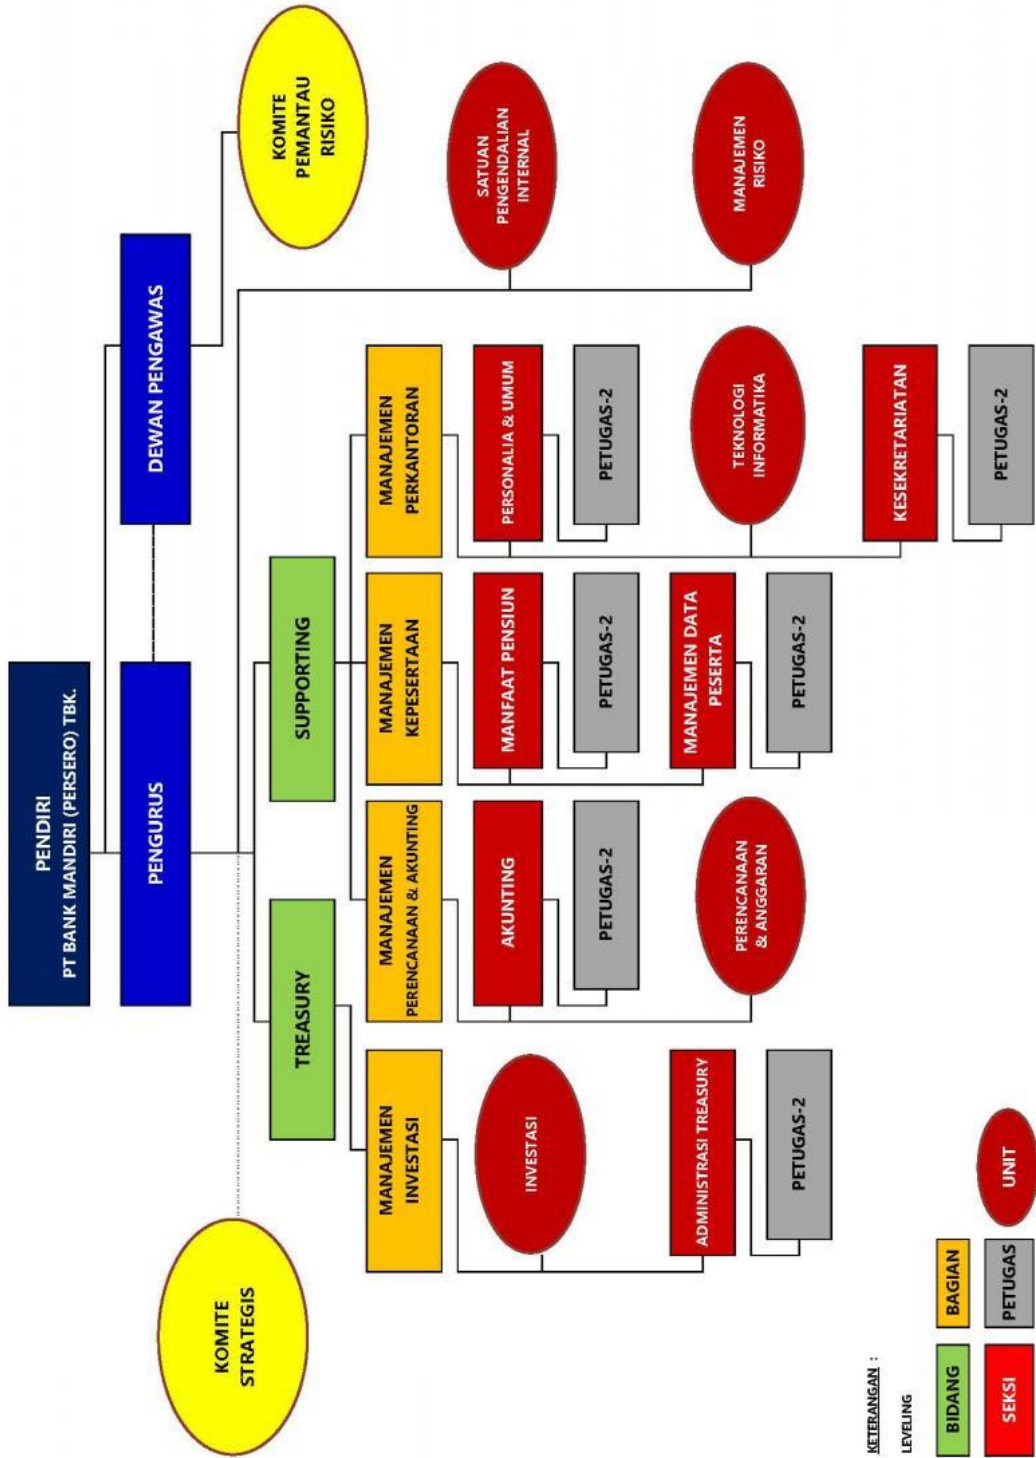 PENDIRI
PT BANK MANDIRI (PERSERO) TBK.
PENGURUS
DEWAN PENGAWAS
KOMITE
STRATEGIS
KOMITE
PEMANTAU
RISIKO
TREASURY
SUPPORTING
MANAJEMEN
INVESTASI
MANAJEMEN
PERENCANAAN & AKUNTING
MANAJEMEN
KEPESERTAAN
MANAJEMEN
PERKANTORAN
SATUAN
PENGENDALIAN
INTERNAL
INVESTASI
AKUNTING
MANFAAT PENSIUN
PERSONALIA & UMUM
PETUGAS-2
PETUGAS-2
PETUGAS-2
ADMINISTRASI TREASURY
PERENCANAAN
& ANGGARAN
MANAJEMEN DATA
PESERTA
TEKNOLOGI
INFORMATIKA
MANAJEMEN
RISIKO
PETUGAS-2
PETUGAS-2
KESEKRETARIATAN
PETUGAS-2
KETERANGAN :
LEVELING
BIDANG
BAGIAN
SEKSI
PETUGAS
UNIT